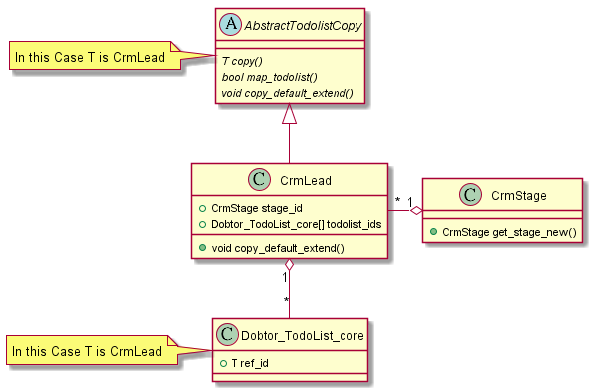 A AbstractTodolistCopy
In this Case T is CrmLead
T copy()
bool map_todolist()
void copy_default_extend()
C CrmLead
CrmStage stage_id
Dobtor_TodoList_core[] todolist_ids
void copy_default_extend()
* 1
C CrmStage
CrmStage get_stage_new()
1
*
C Dobtor_TodoList_core
In this Case T is CrmLead
T ref_id